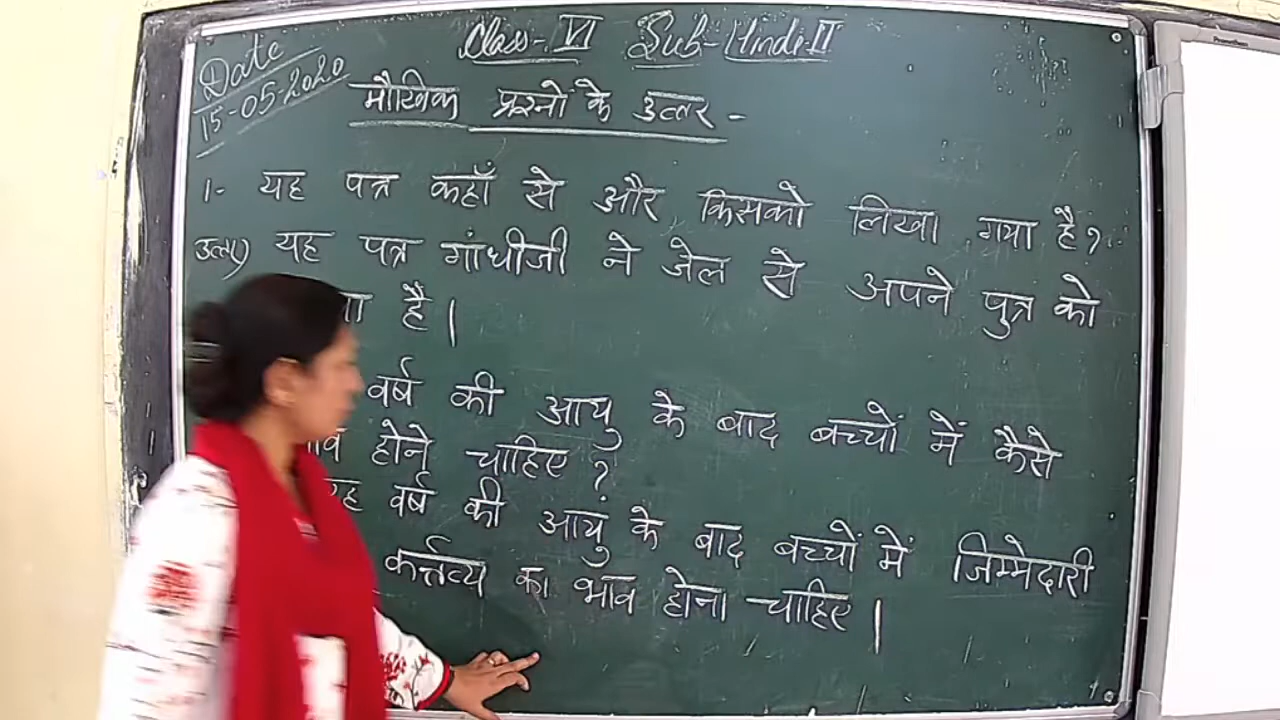 Date
15-05-2020
Class-VI Sub-Hindi-II
मौखिक प्रश्नों के उत्तर -
1- यह पत्र कहाँ से और किसको लिखा गया है?
उत्तर) यह पत्र गांधीजी ने जेल से अपने पुत्र को
है।
वर्ष की आयु के बाद बच्चों में कैसे
होने चाहिए ?
वर्ष की आयु के बाद बच्चों में जिम्मेदारी
कर्त्तव्य का भाव होना चाहिए।